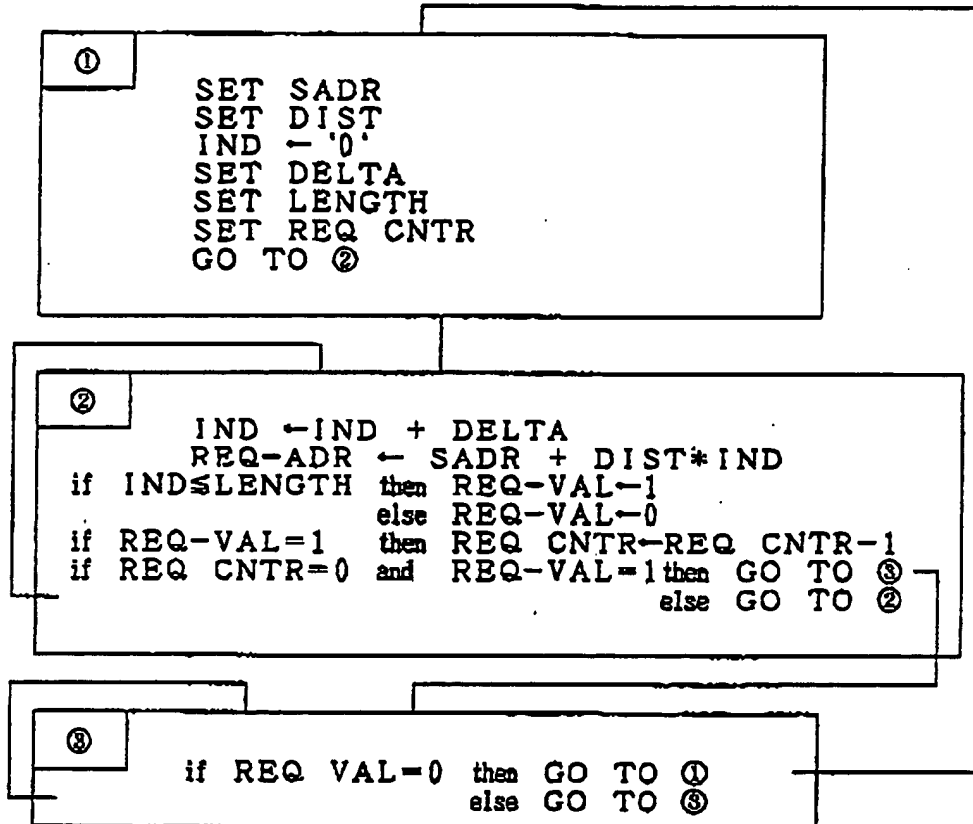 ①
SET SADR
SET DIST
IND ← '0'
SET DELTA
SET LENGTH
SET REQ CNTR
GO TO ②
②
IND ←IND + DELTA
REQ-ADR ← SADR + DIST*IND
if IND≦LENGTH then REQ-VAL←1
else REQ-VAL←0
if REQ-VAL=1 then REQ CNTR←REQ CNTR-1
if REQ CNTR=0 and REQ-VAL=1 then GO TO ③
else GO TO ②
③
if REQ VAL=0 then GO TO ①
else GO TO ③